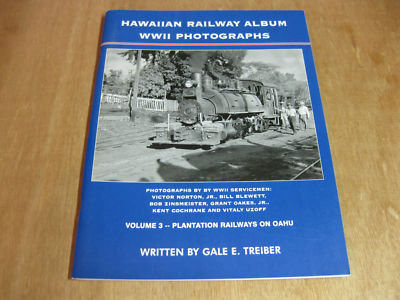 HAWAIIAN RAILWAY ALBUM
WWII PHOTOGRAPHS
PHOTOGRAPHS BY BY WWII SERVICEMEN:
VICTOR NORTON, JR., BILL BLEWETT,
BOB ZINSMEISTER, GRANT OAKES, JR.,
KENT COCHRANE AND VITALY UZOFF
VOLUME 3 -- PLANTATION RAILWAYS ON OAHU
WRITTEN BY GALE E. TREIBER